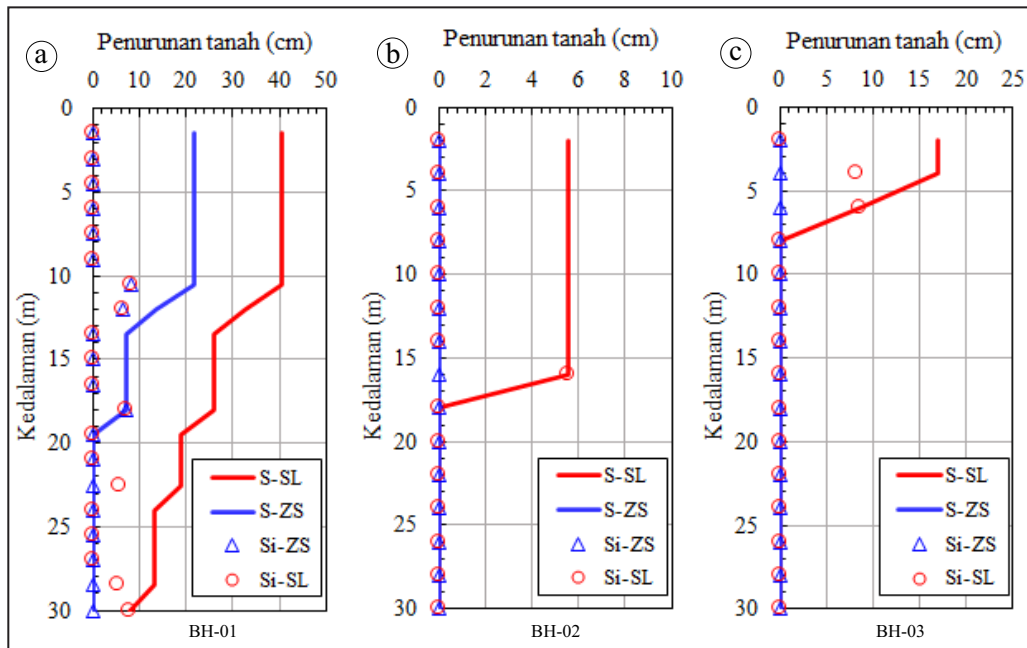 a
Penurunan tanah (cm)
0 10 20 30 40 50
0
5
10
15
20
25
30
Kedalaman (m)
S-SL
S-ZS
Si-ZS
Si-SL
BH-01
b
Penurunan tanah (cm)
0 2 4 6 8 10
0
5
10
15
20
25
30
Kedalaman (m)
S-SL
S-ZS
Si-ZS
Si-SL
BH-02
c
Penurunan tanah (cm)
0 5 10 15 20 25
0
5
10
15
20
25
30
Kedalaman (m)
S-SL
S-ZS
Si-ZS
Si-SL
BH-03